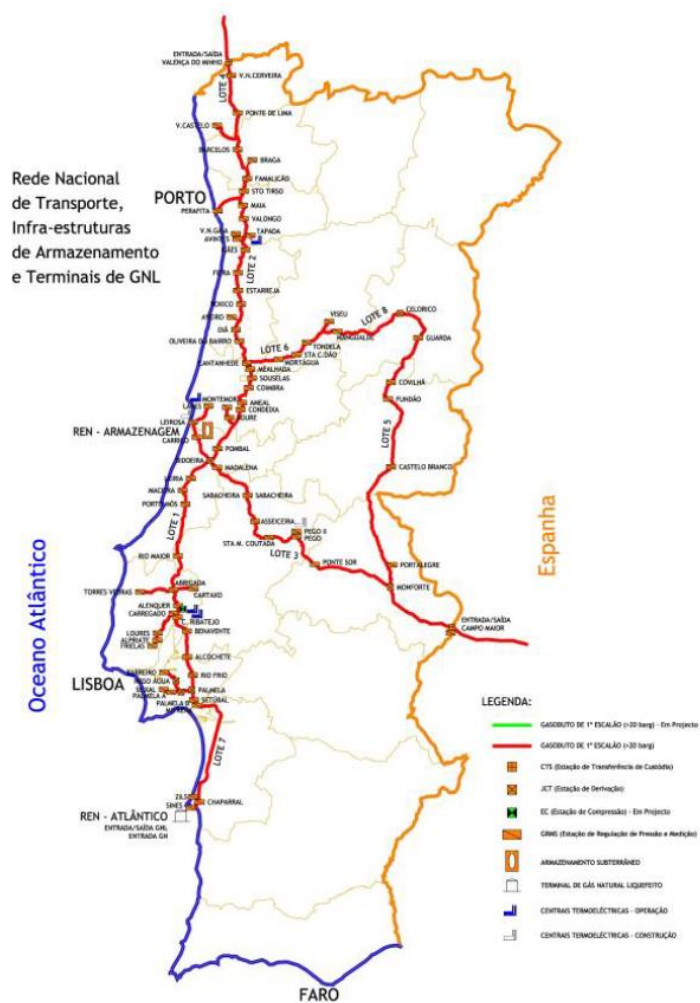 ENTRADA/SAÍDA
VALENÇA DO MINHO
V.N.CERVEIRA
LOTE 4
PONTE DE LIMA
V.CASTELO
BARCELOS
BRAGA
FAMALICÃO
STO TIRSO
Rede Nacional
de Transporte,
Infra-estruturas
de Armazenamento
e Terminais de GNL
PORTO
PERAFITA
MAIA
VALONGO
V.N.GAIA
AVINTES
TAPADA
LOTE 2
FEIRA
ESTARREJA
AVEIRO
OIÃ
OLIVEIRA DO BAIRRO
VISEU
LOTE 8
CELORICO
MANGUALDE
GUARDA
TONDELA
LOTE 6
STA C.DÃO
MORTÁGUA
CANTANHEDE
MEALHADA
SOUSELAS
COIMBRA
COVILHÃ
FUNDÃO
MONTEMOR
LARES
AMEAL
CONDEIXA
SOURE
LEIROSA
REN - ARMAZENAGEM
CARRIÇO
LOTE 5
POMBAL
BIDOEIRA
MADALENA
CASTELO BRANCO
LEIRIA
MACEIRA
PORTO MÓS
SABACHEIRA
SABACHEIRA
LOTE 1
ASSEICEIRA
PEGO II
PEGO
STA M. COUTADA
LOTE 3
PONTE SOR
RIO MAIOR
PORTALEGRE
MONFORTE
Espanha
Oceano Atlântico
TORRES VEDRAS
ABRIGADA
CARTAXO
ALENQUER
CARREGADO
C. RIBATEJO
BENAVENTE
ENTRADA/SAÍDA
CAMPO MAIOR
LOURES
ALPRIATE
FRIELAS
ALCOCHETE
LISBOA
BARREIRO
RIO FRIO
SEIXAL
PALMELA A
PALMELA
SETÚBAL
LOTE 7
SINES
CHAPARRAL
REN - ATLÂNTICO
ENTRADA/SAÍDA GNL
ENTRADA GN
FARO
LEGENDA:
GASODUTO DE 1º ESCALÃO (>20 barg) - Em Projecto
GASODUTO DE 1º ESCALÃO (>20 barg)
CTS (Estação de Transferência de Custódia)
JCT (Estação de Derivação)
EC (Estação de Compressão) - Em Projecto
GRMS (Estação de Regulação de Pressão e Medição)
ARMAZENAMENTO SUBTERRÂNEO
TERMINAL DE GÁS NATURAL LIQUEFEITO
CENTRAIS TERMOELÉCTRICAS - OPERAÇÃO
CENTRAIS TERMOELÉCTRICAS - CONSTRUÇÃO